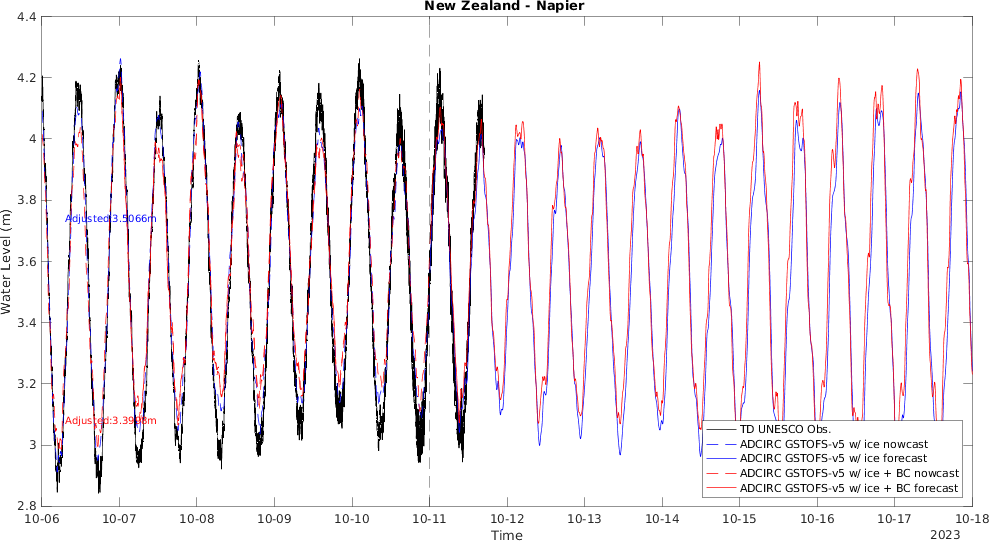 New Zealand - Napier
4.4
4.2
4
3.8
3.6
3.4
3.2
3
2.8
Water Level (m)
Adjusted:3.5066m
TD UNESCO Obs.
ADCIRC GSTOFS-v5 w/ ice nowcast
ADCIRC GSTOFS-v5 w/ ice forecast
ADCIRC GSTOFS-v5 w/ ice + BC nowcast
ADCIRC GSTOFS-v5 w/ ice + BC forecast
10-06 10-07 10-08 10-09 10-10 10-11 10-12 10-13 10-14 10-15 10-16 10-17 10-18
Time
2023